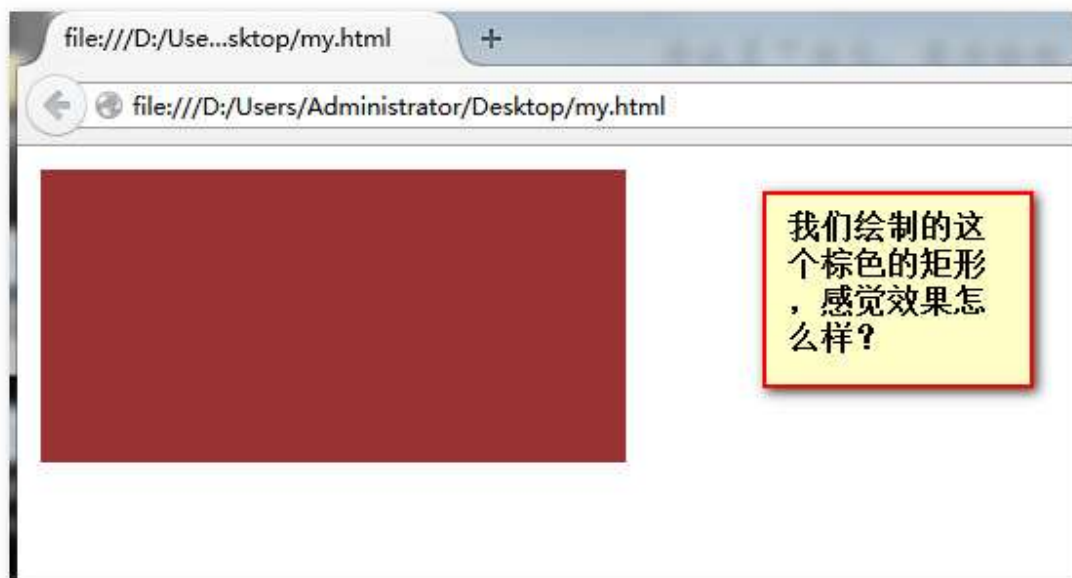 file:///D:/Use...sktop/my.html
file:///D:/Users/Administrator/Desktop/my.html
我们绘制的这
个棕色的矩形
，感觉效果怎
么样？